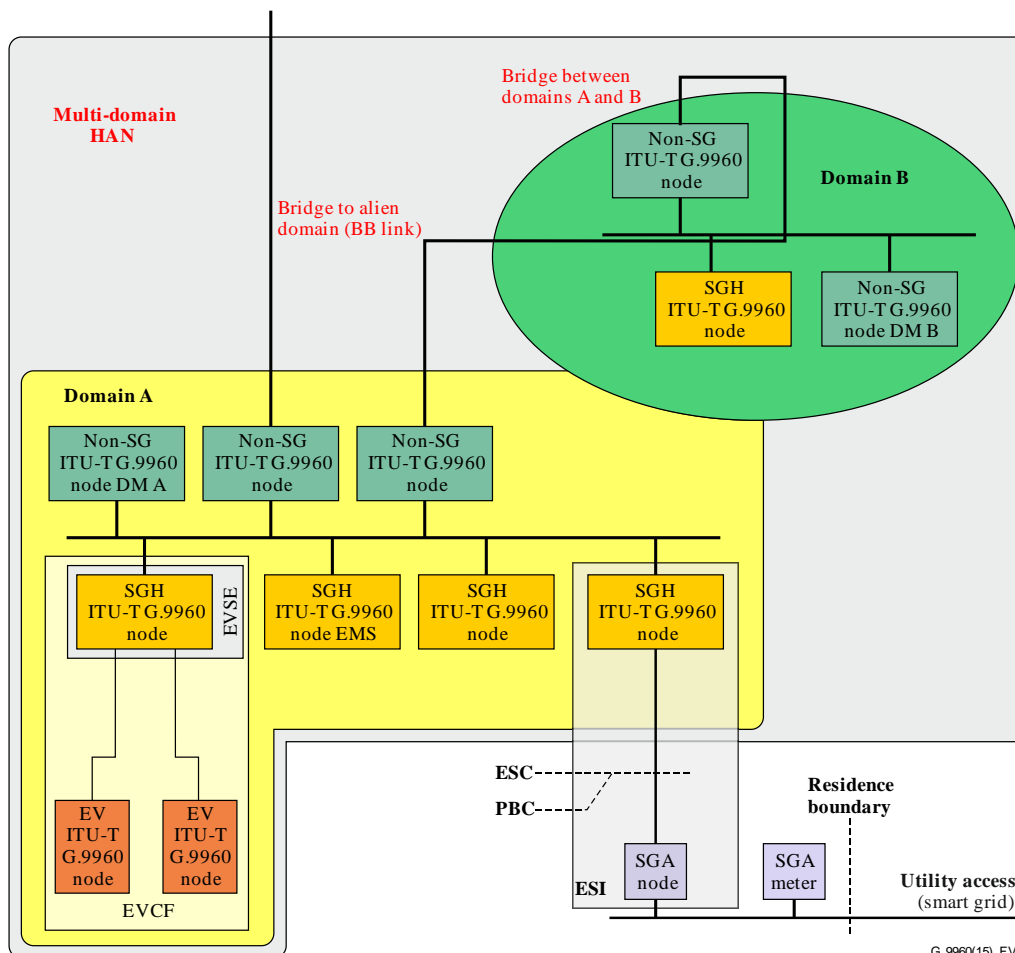 Multi-domain
HAN
Bridge between
domains A and B
Bridge to alien
domain (BB link)
Non-SG
ITU-T G.9960
node
Domain B
SGH
ITU-T G.9960
node
Non-SG
ITU-T G.9960
node DM B
Domain A
Non-SG
ITU-T G.9960
node DM A
Non-SG
ITU-T G.9960
node
Non-SG
ITU-T G.9960
node
SGH
ITU-T G.9960
node
EVSE
SGH
ITU-T G.9960
node EMS
SGH
ITU-T G.9960
node
SGH
ITU-T G.9960
node
EV
ITU-T
G.9960
node
EV
ITU-T
G.9960
node
EVCF
ESC
PBC
ESI
SGA
node
SGA
meter
Residence
boundary
Utility access
(smart grid)
G.9960(15)_EV